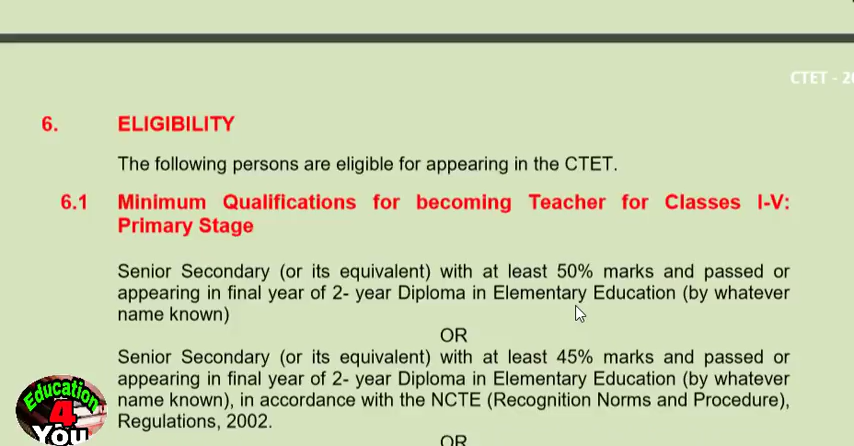 CTET - 20
6. ELIGIBILITY
The following persons are eligible for appearing in the CTET.
6.1 Minimum Qualifications for becoming Teacher for Classes I-V:
Primary Stage
Senior Secondary (or its equivalent) with at least 50% marks and passed or
appearing in final year of 2- year Diploma in Elementary Education (by whatever
name known)
OR
Senior Secondary (or its equivalent) with at least 45% marks and passed or
appearing in final year of 2- year Diploma in Elementary Education (by whatever
name known), in accordance with the NCTE (Recognition Norms and Procedure),
Regulations, 2002.
OR
Education
4
You